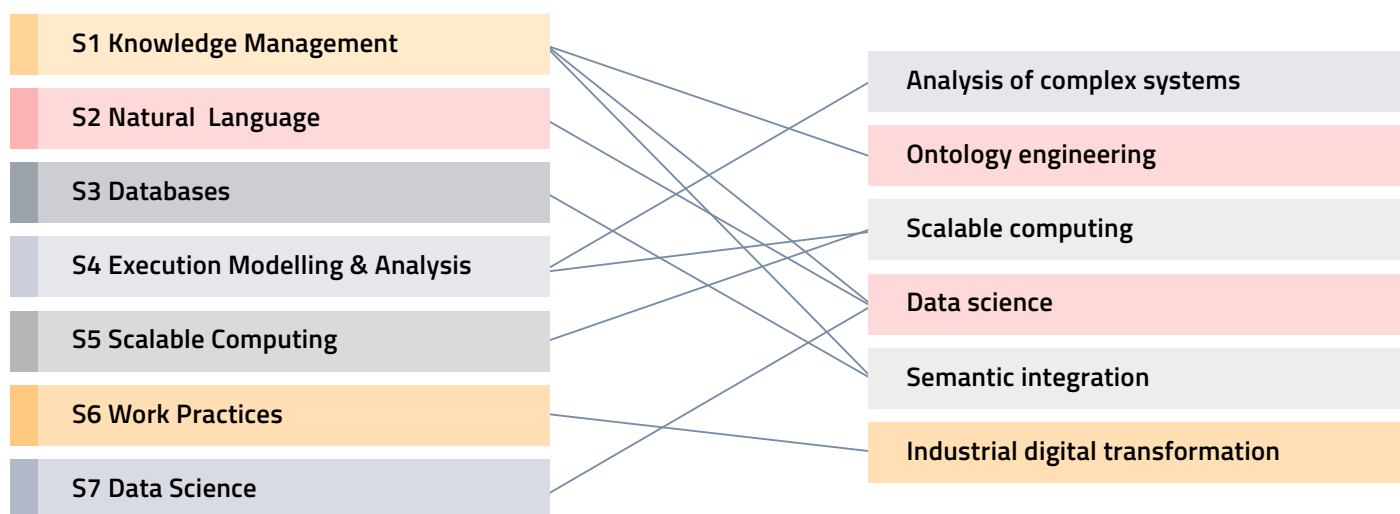 S1 Knowledge Management
S2 Natural  Language
S3 Databases
S4 Execution Modelling & Analysis
S5 Scalable Computing
S6 Work Practices
S7 Data Science
Analysis of complex systems
Ontology engineering
Scalable computing
Data science
Semantic integration
Industrial digital transformation